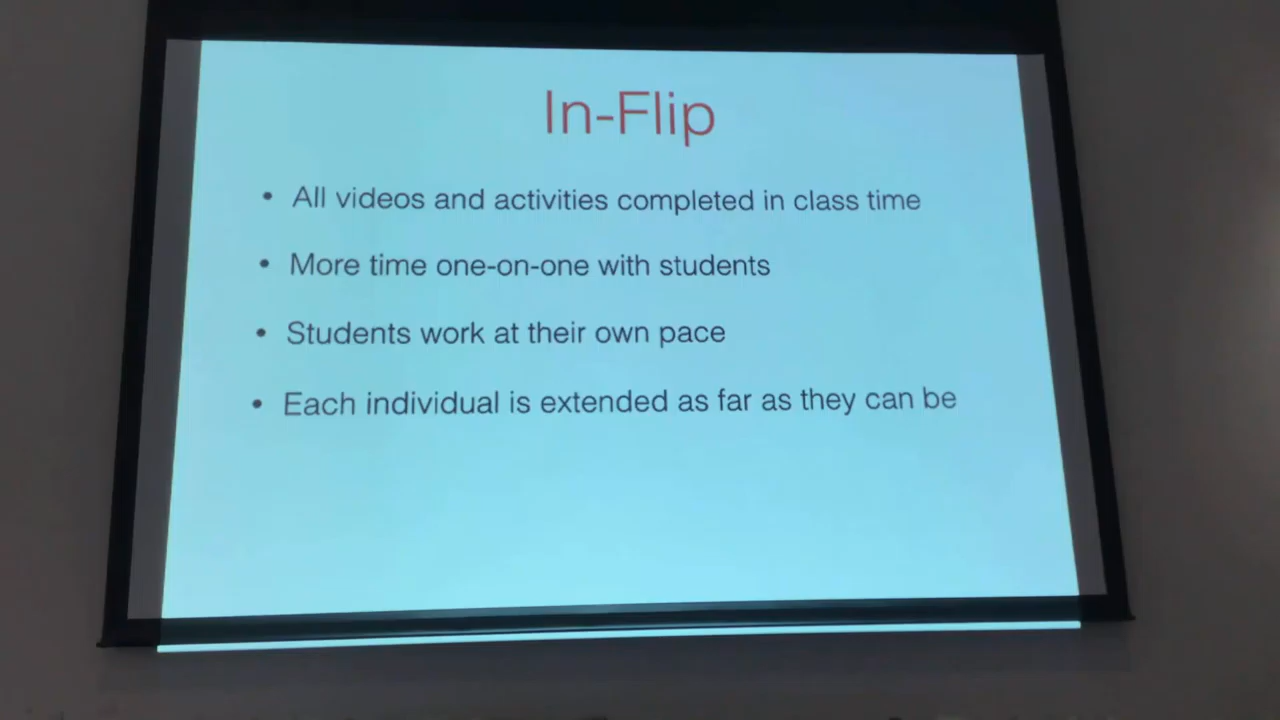 In-Flip
• All videos and activities completed in class time
• More time one-on-one with students
• Students work at their own pace
• Each individual is extended as far as they can be